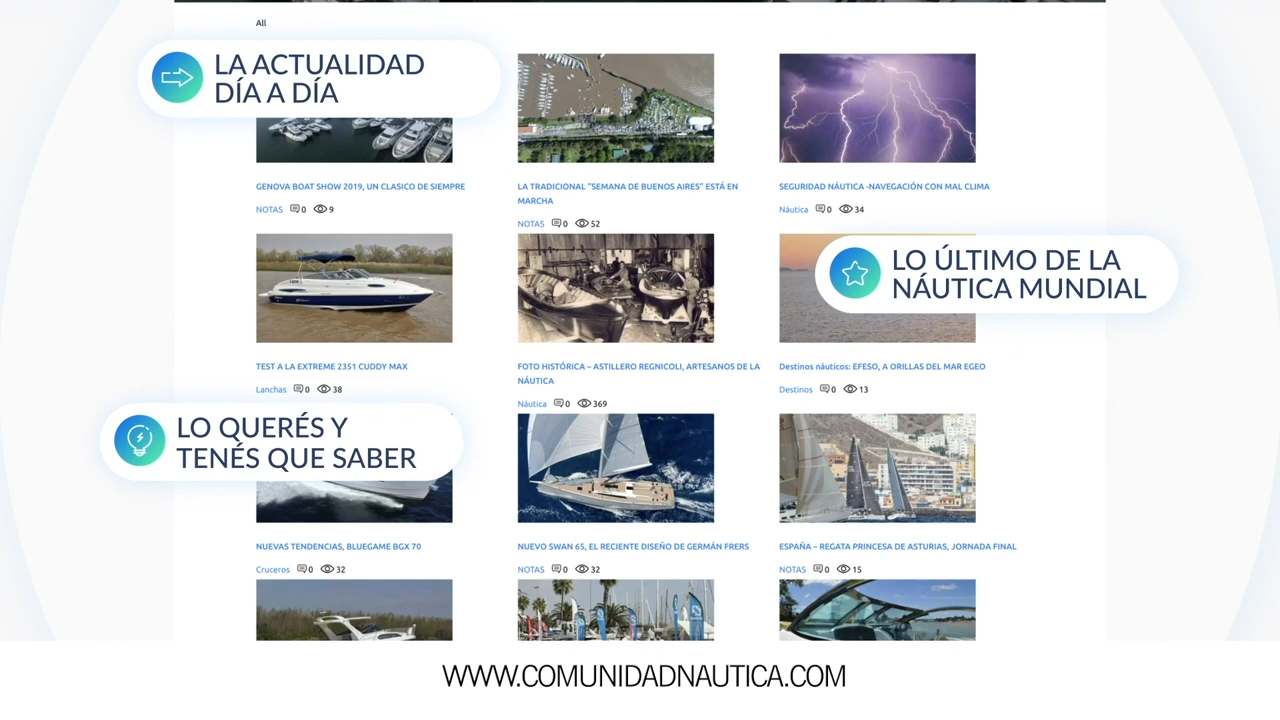 All
LA ACTUALIDAD
DÍA A DÍA
GENOVA BOAT SHOW 2019, UN CLASICO DE SIEMPRE
NOTAS 0 9
LA TRADICIONAL "SEMANA DE BUENOS AIRES" ESTÁ EN
MARCHA
NOTAS 0 52
SEGURIDAD NÁUTICA -NAVEGACIÓN CON MAL CLIMA
Náutica 0 34
LO ÚLTIMO DE LA
NÁUTICA MUNDIAL
TEST A LA EXTREME 2351 CUDDY MAX
Lanchas 0 38
FOTO HISTÓRICA – ASTILLERO REGNICOLI, ARTESANOS DE LA
NÁUTICA
Náutica 0 369
Destinos náuticos: EFESO, A ORILLAS DEL MAR EGEO
Destinos 0 13
LO QUERÉS Y
TENÉS QUE SABER
NUEVAS TENDENCIAS, BLUEGAME BGX 70
Cruceros 0 32
NUEVO SWAN 65, EL RECIENTE DISEÑO DE GERMÁN FRERS
NOTAS 0 32
ESPAÑA – REGATA PRINCESA DE ASTURIAS, JORNADA FINAL
NOTAS 0 15
WWW.COMUNIDADNAUTICA.COM